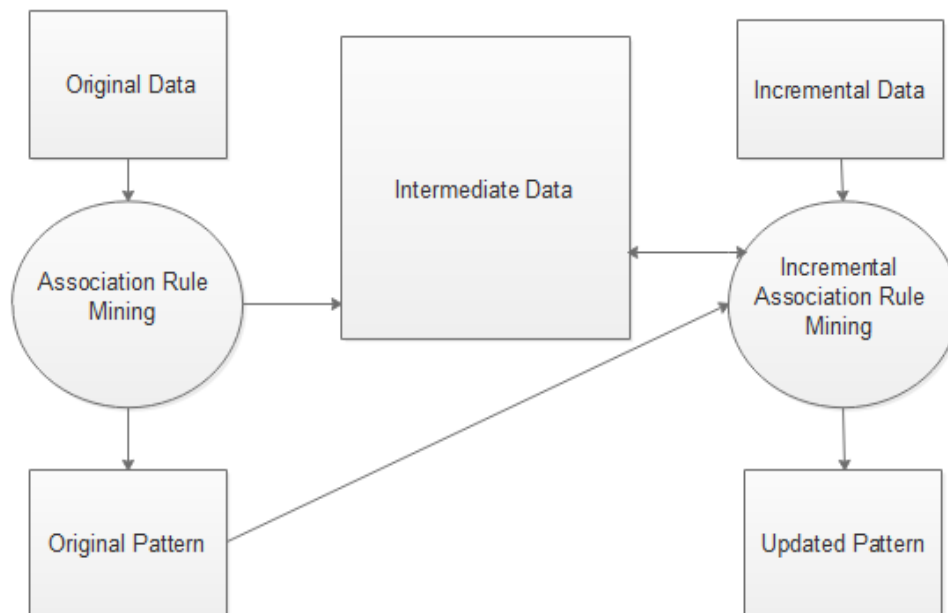 Original Data
Intermediate Data
Incremental Data
Association Rule
Mining
Incremental
Association Rule
Mining
Original Pattern
Updated Pattern